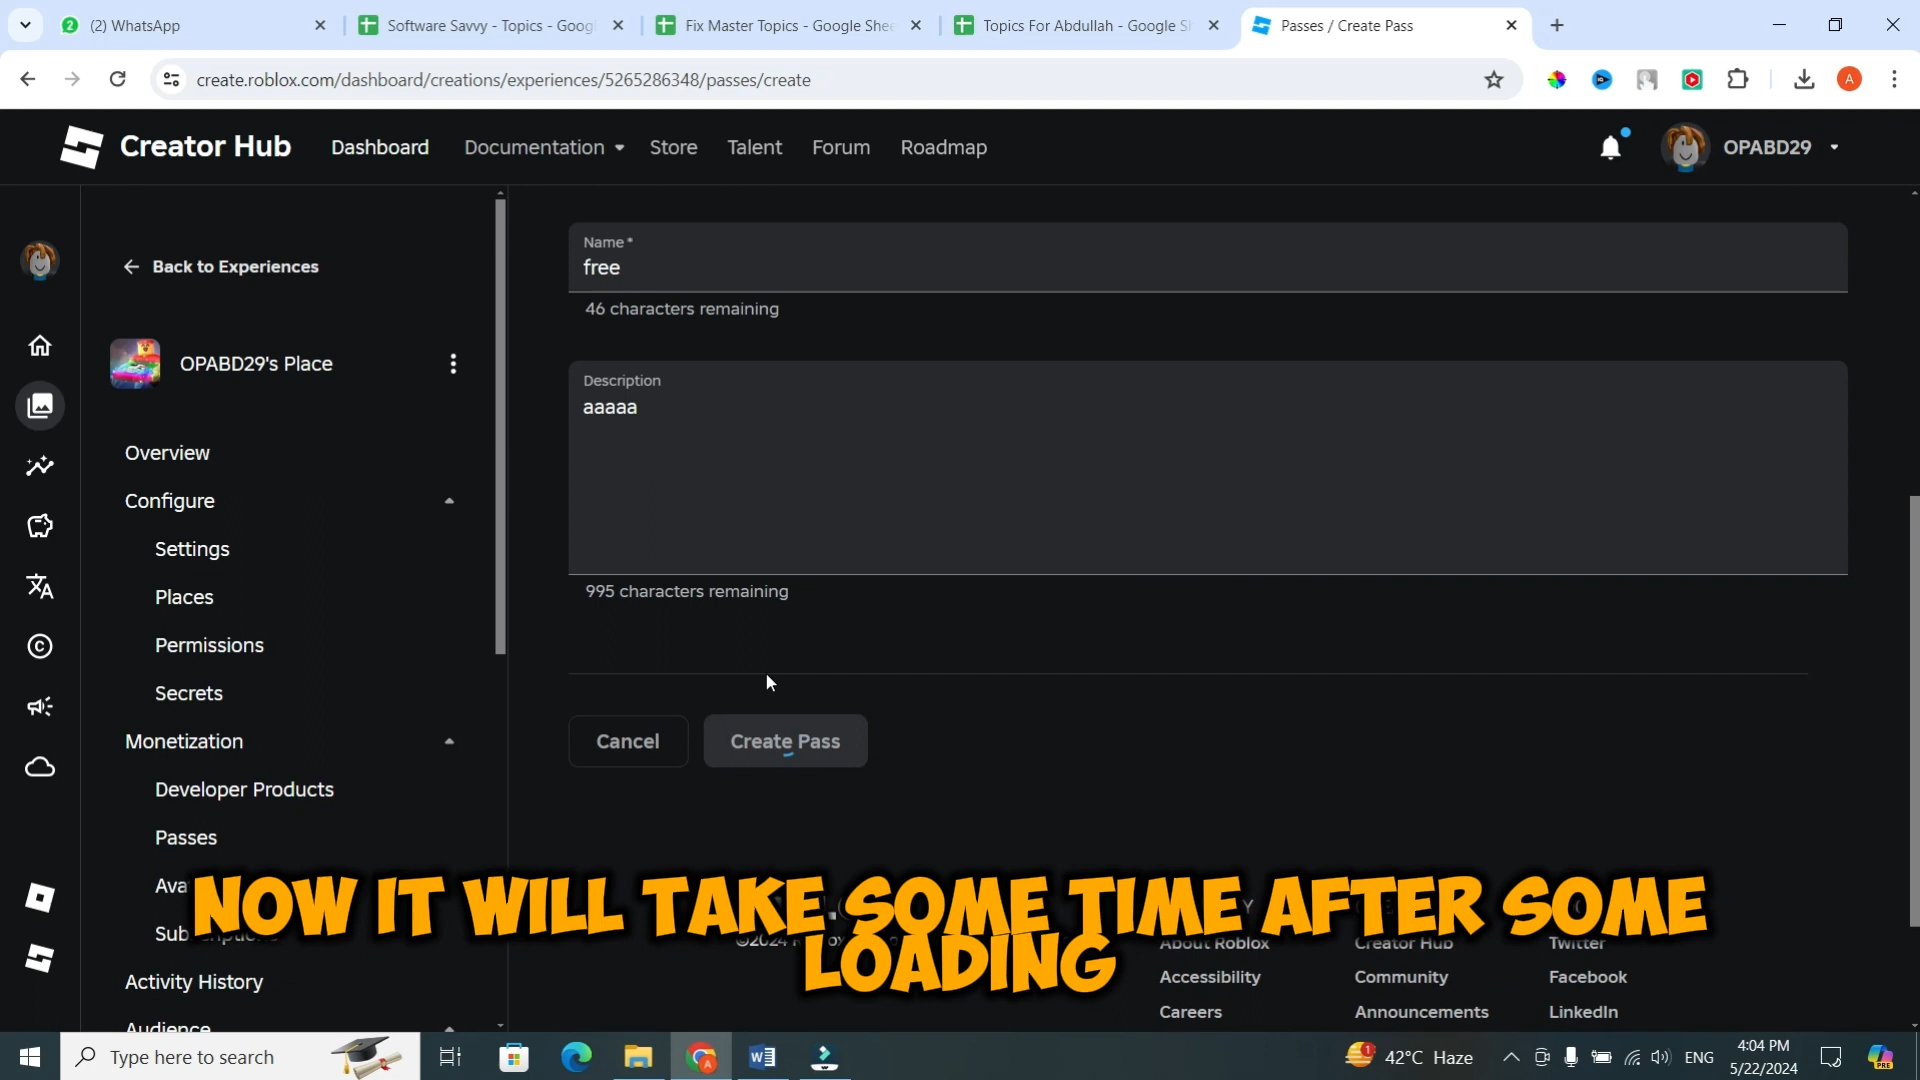 (2) WhatsApp
Software Savvy - Topics - Goog
Fix Master Topics - Google She
Topics For Abdullah - Google S
Passes / Create Pass
create.roblox.com/dashboard/creations/experiences/5265286348/passes/create
A
Creator Hub
Dashboard
Documentation
Store
Talent
Forum
Roadmap
OPABD29
Back to Experiences
OPABD29's Place
Overview
Configure
Settings
Places
Permissions
Secrets
Monetization
Developer Products
Passes
Activity History
Audience
Name*
free
46 characters remaining
Description
aaaaa
995 characters remaining
Cancel
Create Pass
NOW IT WILL TAKE SOME TIME AFTER SOME
LOADING
About Roblox
Creator Hub
Twitter
Accessibility
Community
Facebook
Careers
Announcements
LinkedIn
Type here to search
1
42°C Haze
ENG
4:04 PM
5/22/2024
PRE